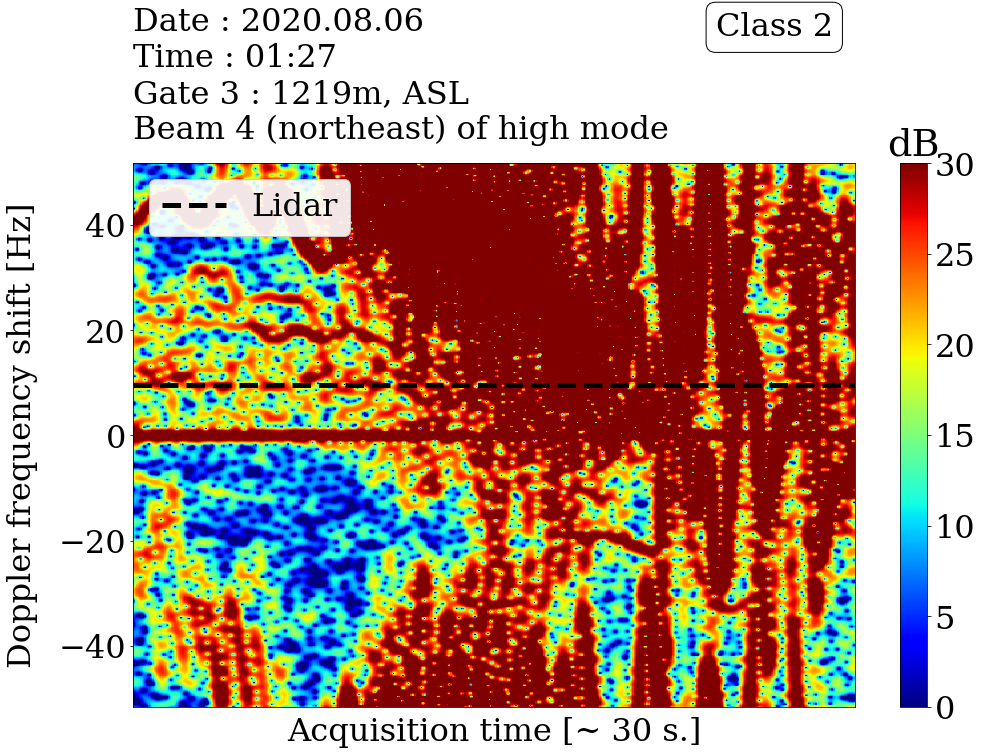 Date : 2020.08.06
Time : 01:27
Gate 3 : 1219m, ASL
Beam 4 (northeast) of high mode
Class 2
dB
Lidar
Doppler frequency shift [Hz]
40
20
0
−20
−40
Acquisition time [~ 30 s.]
30
25
20
15
10
5
0